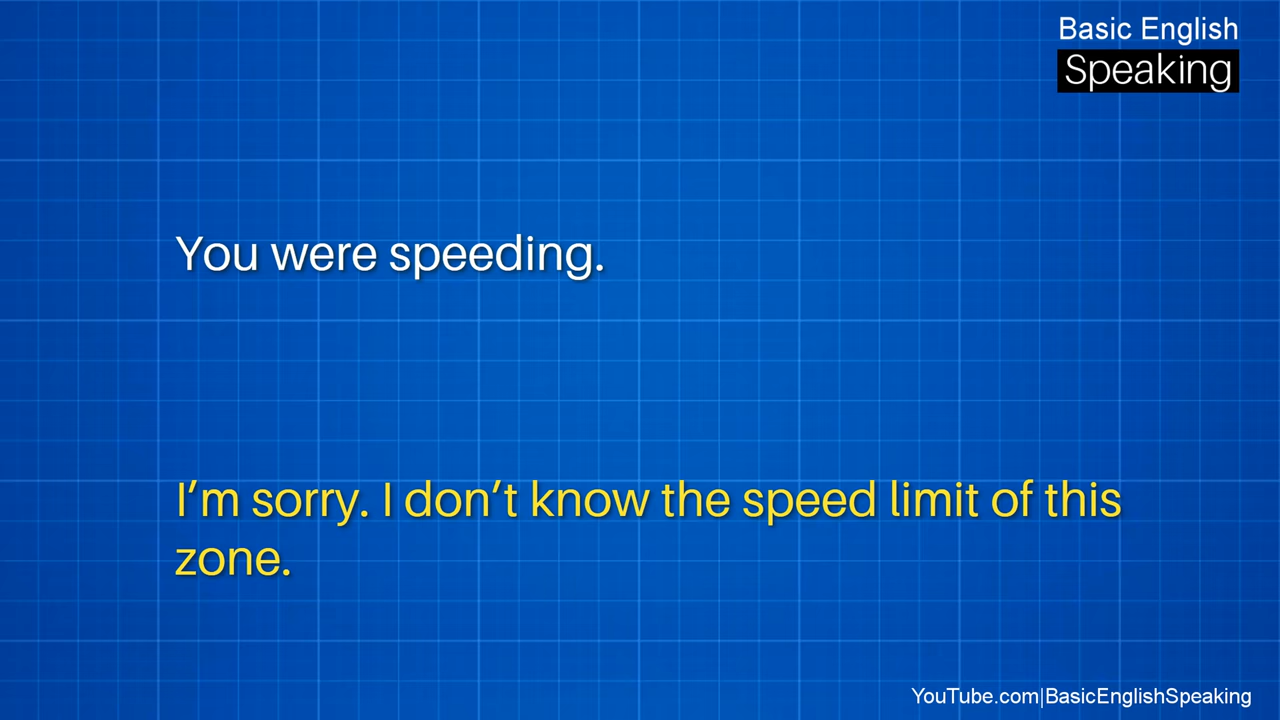 Basic English
Speaking
You were speeding.
I’m sorry. I don’t know the speed limit of this
zone.
YouTube.com|BasicEnglishSpeaking